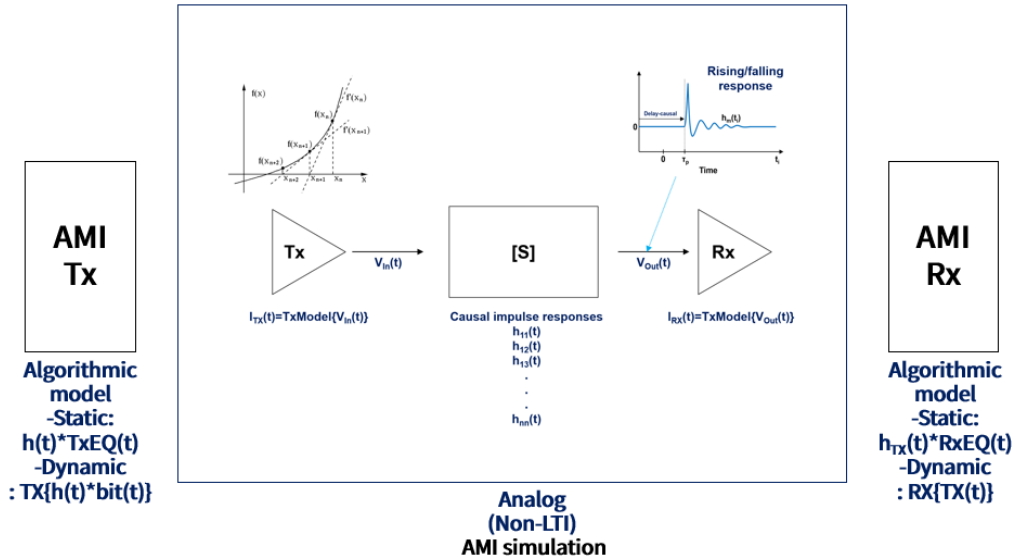 f(x)
f'(xn)
f(xn)
f'(xn+1)
f(xn+1)
f(xn+2)
xn+2
xn+1
xn
x
Rising/falling
response
Delay-causal
hm(ti)
0
0
τp
ti
Time
AMI
Tx
Tx
VIn(t)
[S]
VOut(t)
Rx
AMI
Rx
ITX(t)=TxModel{VIn(t)}
Causal impulse responses
h11(t)
h12(t)
h13(t)
.
.
.
hnn(t)
IRX(t)=TxModel{VOut(t)}
Algorithmic
model
-Static:
h(t)*TxEQ(t)
-Dynamic
: TX{h(t)*bit(t)}
Algorithmic
model
-Static:
hTX(t)*RxEQ(t)
-Dynamic
: RX{TX(t)}
Analog
(Non-LTI)
AMI simulation